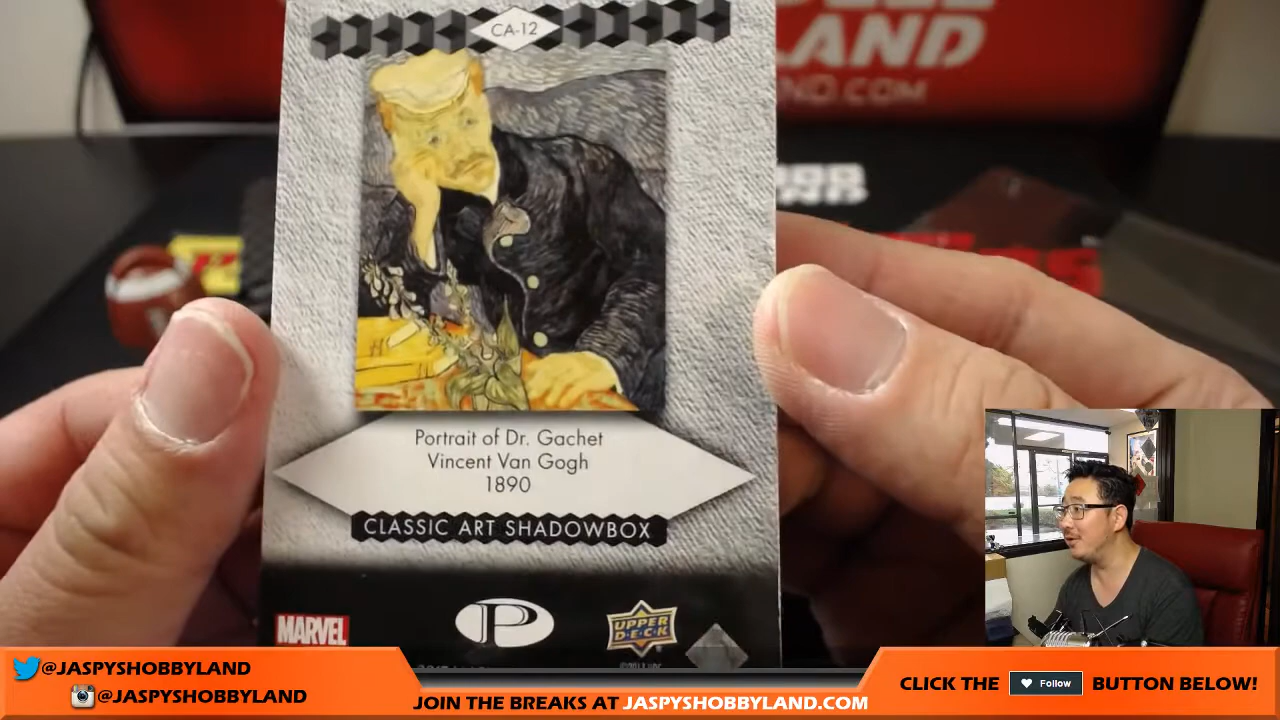 CA-12
LAND
Portrait of Dr. Gachet
Vincent Van Gogh
1890
CLASSIC ART SHADOWBOX
MARVEL
P
UPPER
DECK
@JASPYSHOBBYLAND
@JASPYSHOBBYLAND
JOIN THE BREAKS AT JASPYSHOBBYLAND.COM
CLICK THE Follow BUTTON BELOW!